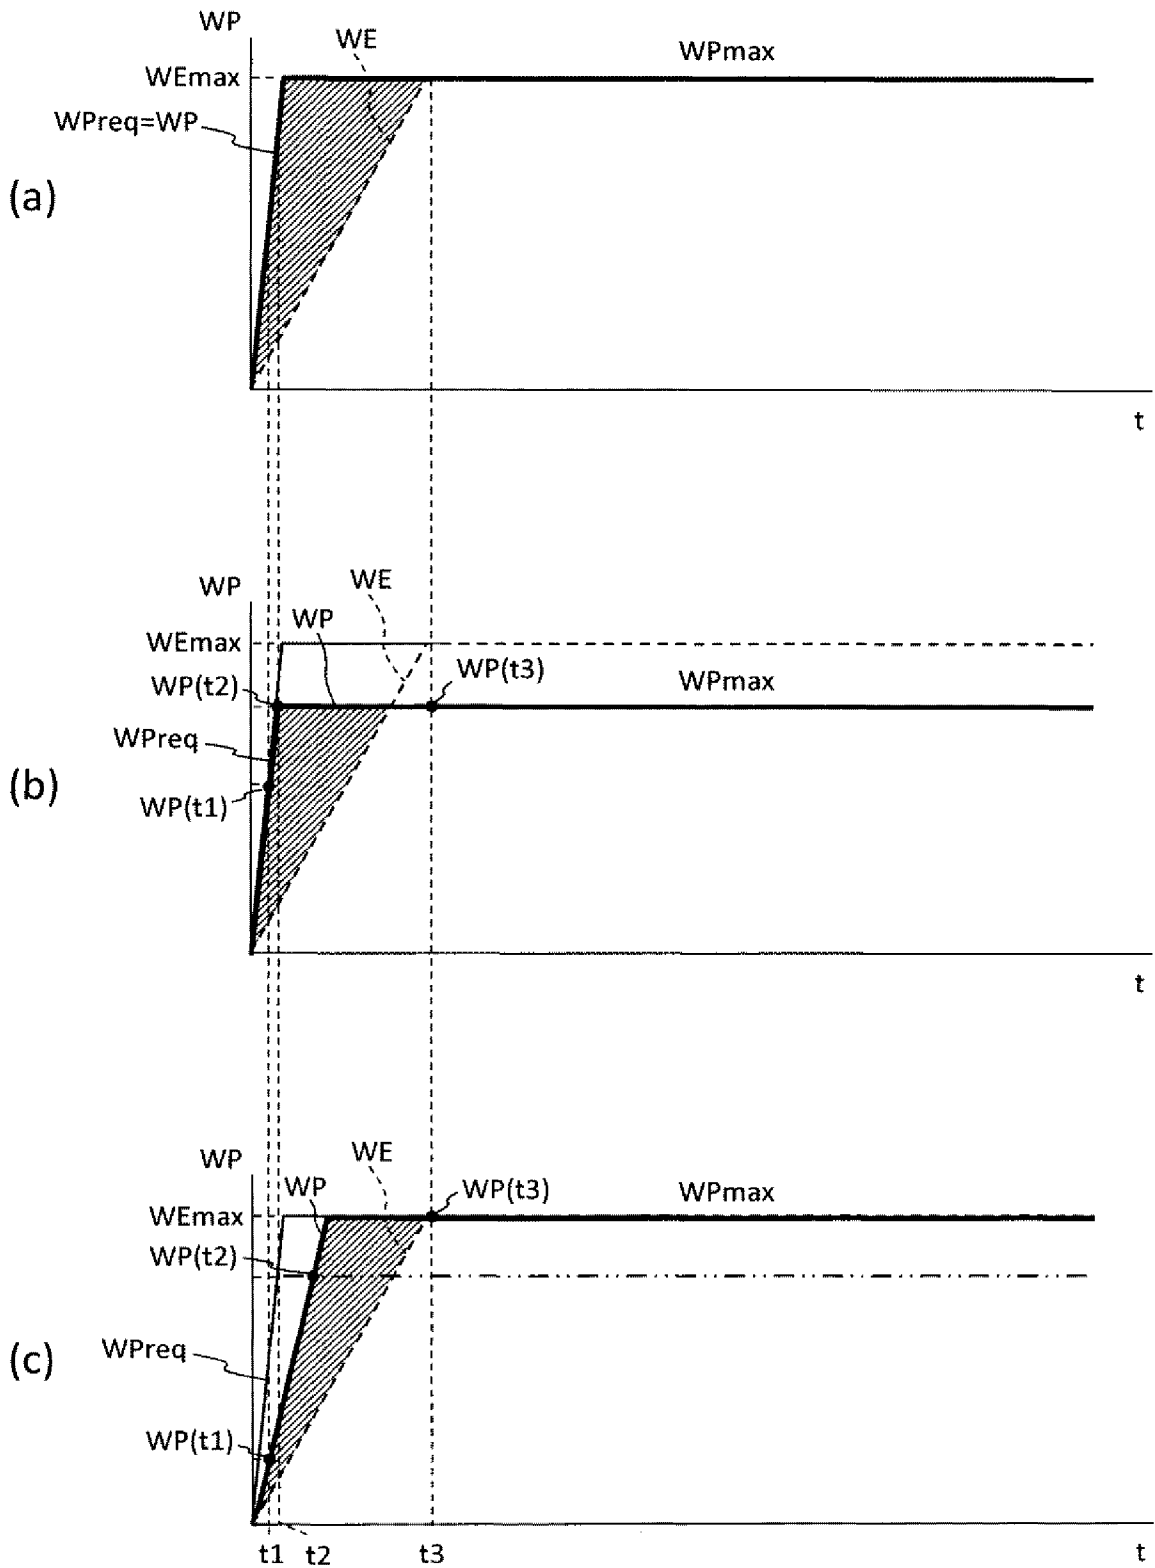 WP
WE
WPmax
WEmax
WPreq=WP
(a)
t
WP
WE
WP
WEmax
WP(t2)
WP(t3)
WPmax
WPreq
(b)
WP(t1)
t
WE
WP
WP
WP(t3)
WPmax
WEmax
WP(t2)
WPreq
(c)
WP(t1)
t1 t2 t3 t